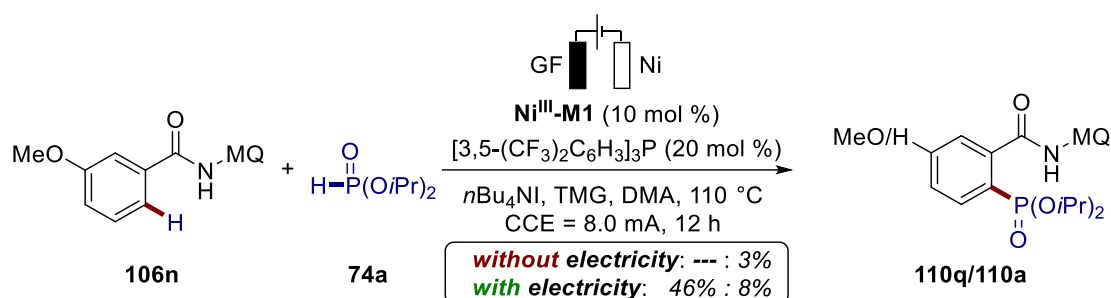 GF Ni
Ni^III-M1 (10 mol %)
[3,5-(CF₃)₂C₆H₃]₃P (20 mol %)
nBu₄NI, TMG, DMA, 110 °C
CCE = 8.0 mA, 12 h
without electricity: --- : 3%
with electricity: 46% : 8%
MeO
O
N
H
MQ
H
106n
+
O
H P(OiPr)₂
74a
MeO/H
O
N
H
MQ
P(OiPr)₂
O
110q/110a